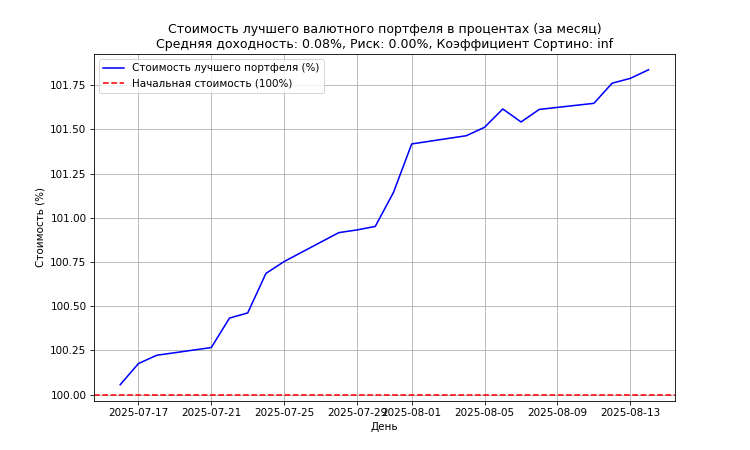 Стоимость лучшего валютного портфеля в процентах (за месяц)
Средняя доходность: 0.08%, Риск: 0.00%, Коэффициент Сортино: inf
Стоимость лучшего портфеля (%)
Начальная стоимость (100%)
Стоимость (%)
101.75
101.50
101.25
101.00
100.75
100.50
100.25
100.00
2025-07-17 2025-07-21 2025-07-25 2025-07-29 2025-08-01 2025-08-05 2025-08-09 2025-08-13
День